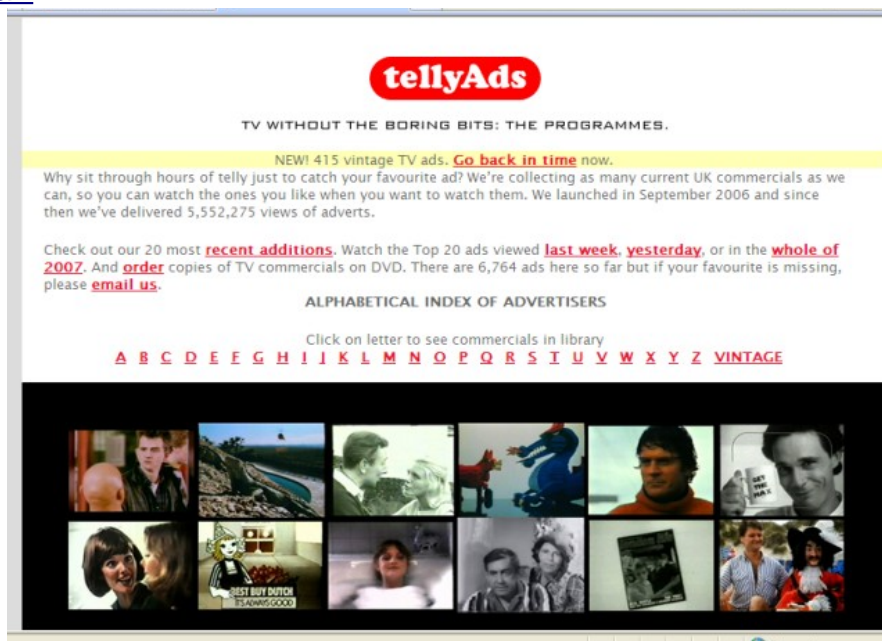 tellyAds
TV WITHOUT THE BORING BITS: THE PROGRAMMES.
NEW! 415 vintage TV ads. Go back in time now.
Why sit through hours of telly just to catch your favourite ad? We're collecting as many current UK commercials as we
can, so you can watch the ones you like when you want to watch them. We launched in September 2006 and since
then we've delivered 5,552,275 views of adverts.
Check out our 20 most recent additions. Watch the Top 20 ads viewed last week, yesterday, or in the whole of
2007. And order copies of TV commercials on DVD. There are 6,764 ads here so far but if your favourite is missing,
please email us.
ALPHABETICAL INDEX OF ADVERTISERS
Click on letter to see commercials in library
A B C D E F G H I J K L M N O P Q R S T U V W X Y Z VINTAGE
GET
THE
MAX
BEST BUY DUTCH
IT'S ALWAYS GOOD